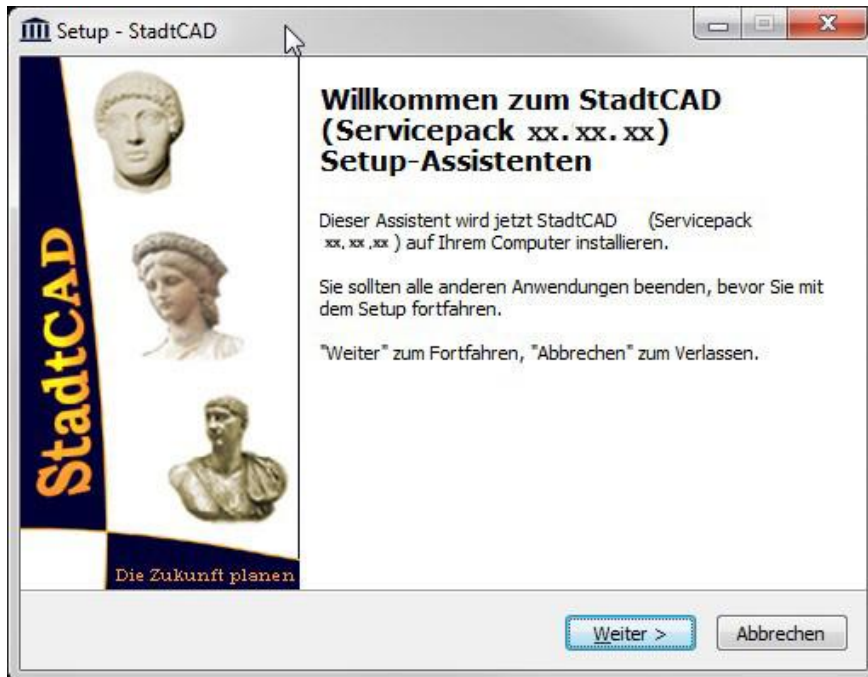 Setup - StadtCAD
StadtCAD
Die Zukunft planen
Willkommen zum StadtCAD
(Servicepack xx.xx.xx)
Setup-Assistenten
Dieser Assistent wird jetzt StadtCAD (Servicepack
xx.xx.xx ) auf Ihrem Computer installieren.
Sie sollten alle anderen Anwendungen beenden, bevor Sie mit
dem Setup fortfahren.
"Weiter" zum Fortfahren, "Abbrechen" zum Verlassen.
Weiter >
Abbrechen